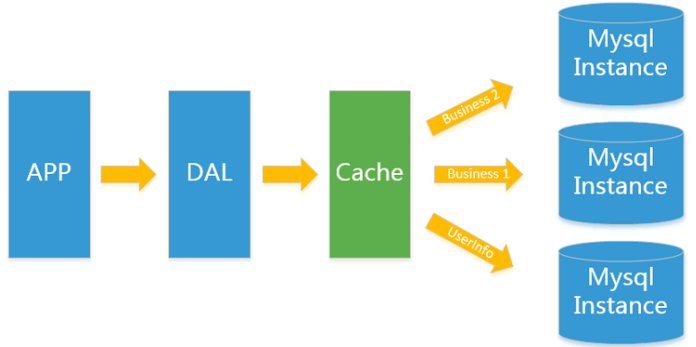 APP
DAL
Cache
Business 2
Business 1
UserInfo
Mysql
Instance
Mysql
Instance
Mysql
Instance